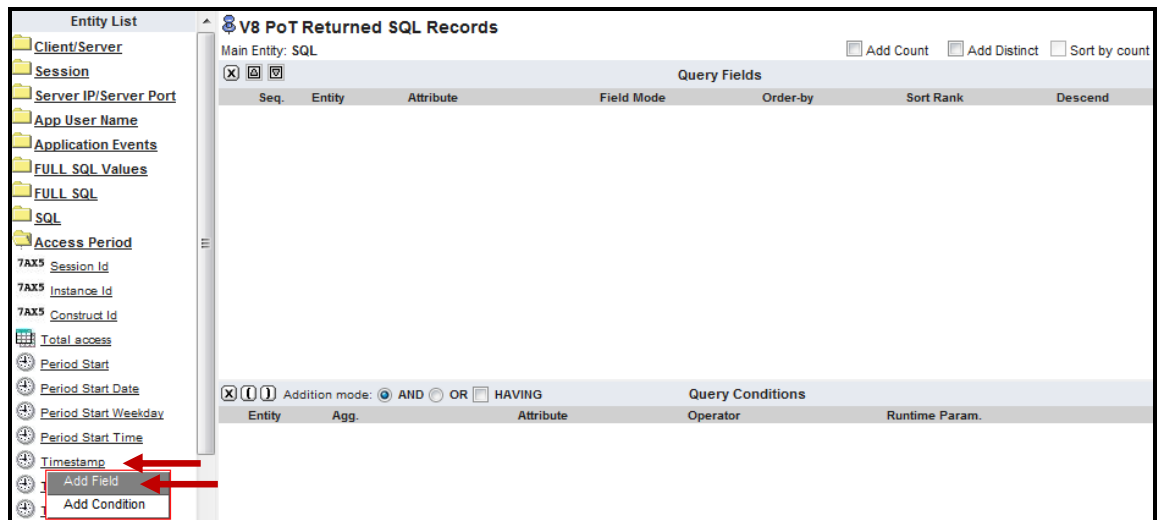 Entity List
Client/Server
Session
Server IP/Server Port
App User Name
Application Events
FULL SQL Values
FULL SQL
SQL
Access Period
7AX5 Session Id
7AX5 Instance Id
7AX5 Construct Id
Total access
Period Start
Period Start Date
Period Start Weekday
Period Start Time
Timestamp
Add Field
Add Condition
V8 PoT Returned SQL Records
Main Entity: SQL
Add Count Add Distinct Sort by count
Query Fields
Seq. Entity Attribute Field Mode Order-by Sort Rank Descend
( ) Addition mode: AND OR HAVING Query Conditions
Entity Agg. Attribute Operator Runtime Param.